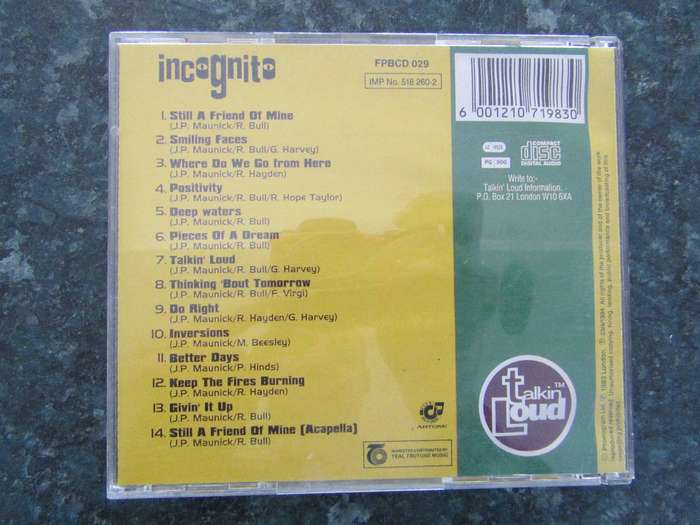 incognito
FPBCD 029
IMP No. 518 260-2
1. Still A Friend Of Mine
(J.P. Maunick/R. Bull)
2. Smiling Faces
(J.P. Maunick/R. Bull/G. Harvey)
3. Where Do We Go from Here
(J.P. Maunick/R. Hayden)
4. Positivity
(J.P. Maunick/R. Bull/R. Hope Taylor)
5. Deep waters
(J.P. Maunick/R. Bull)
6. Pieces Of A Dream
(J.P. Maunick/R. Bull)
7. Talkin' Loud
(J.P. Maunick/R. Bull/G. Harvey)
8. Thinking 'Bout Tomorrow
(J.P. Maunick/R. Bull/F. Virgi)
9. Do Right
(J.P. Maunick/R. Hayden/G. Harvey)
10. Inversions
(J.P. Maunick/M. Beesley)
11. Better Days
(J.P. Maunick/P. Hinds)
12. Keep The Fires Burning
(J.P. Maunick/R. Hayden)
13. Givin' It Up
(J.P. Maunick/R. Bull)
14. Still A Friend Of Mine (Acapella)
(J.P. Maunick/R. Bull)
TEAL TRUTONE MUSIC
6 001210 719830
COMPACT
disc
DIGITAL AUDIO
Write to:-
Talkin' Loud Information.
P.O. Box 21 London W10 6XA
talkin
Loud
TM